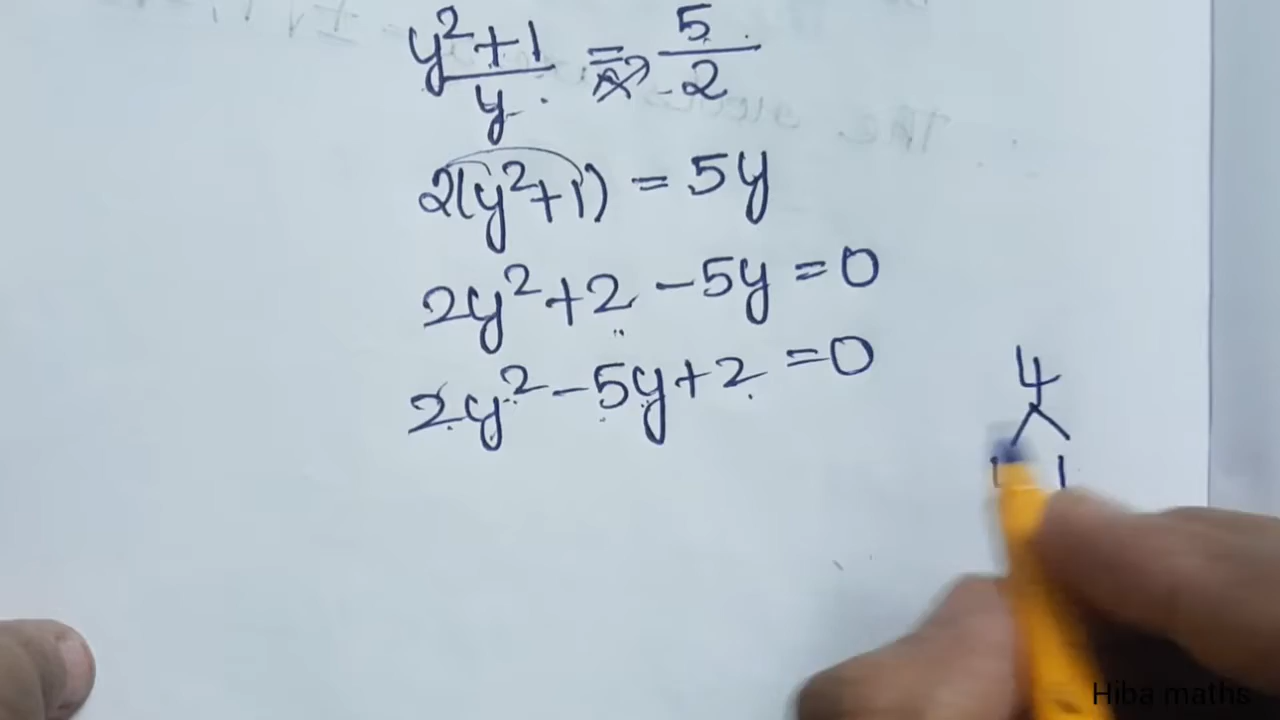 y²+1/y = 5/2
2(y²+1) = 5y
2y²+2 -5y = 0
2y² -5y+2 = 0
4
1
Hiba maths